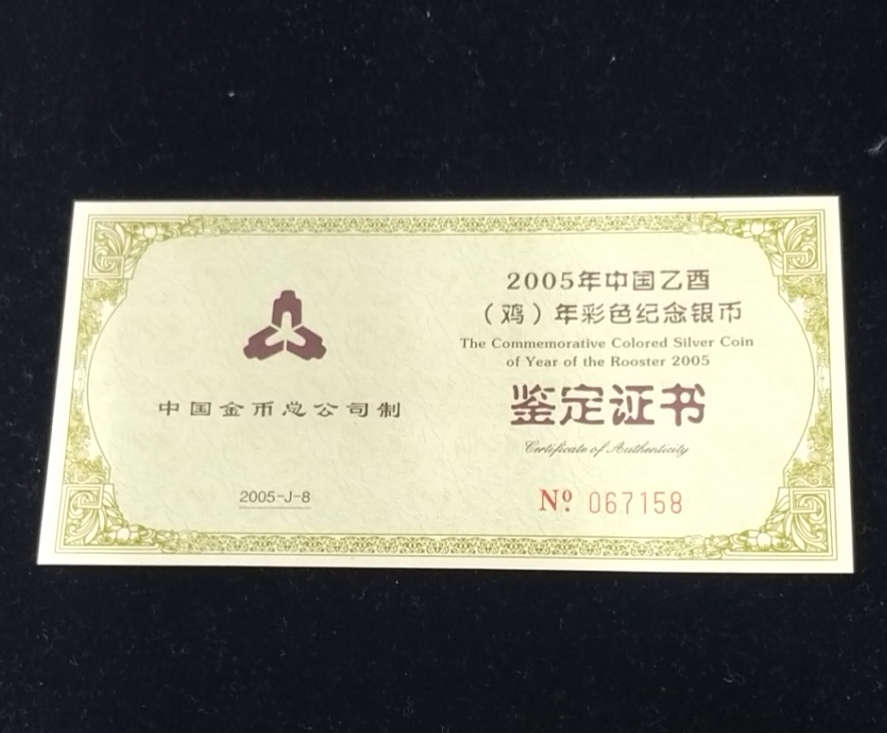 中国金币总公司制
2005-J-8
2005年中国乙酉
（鸡）年彩色纪念银币
The Commemorative Colored Silver Coin
of Year of the Rooster 2005
鉴定证书
Certificate of Authenticity
Nº 067158